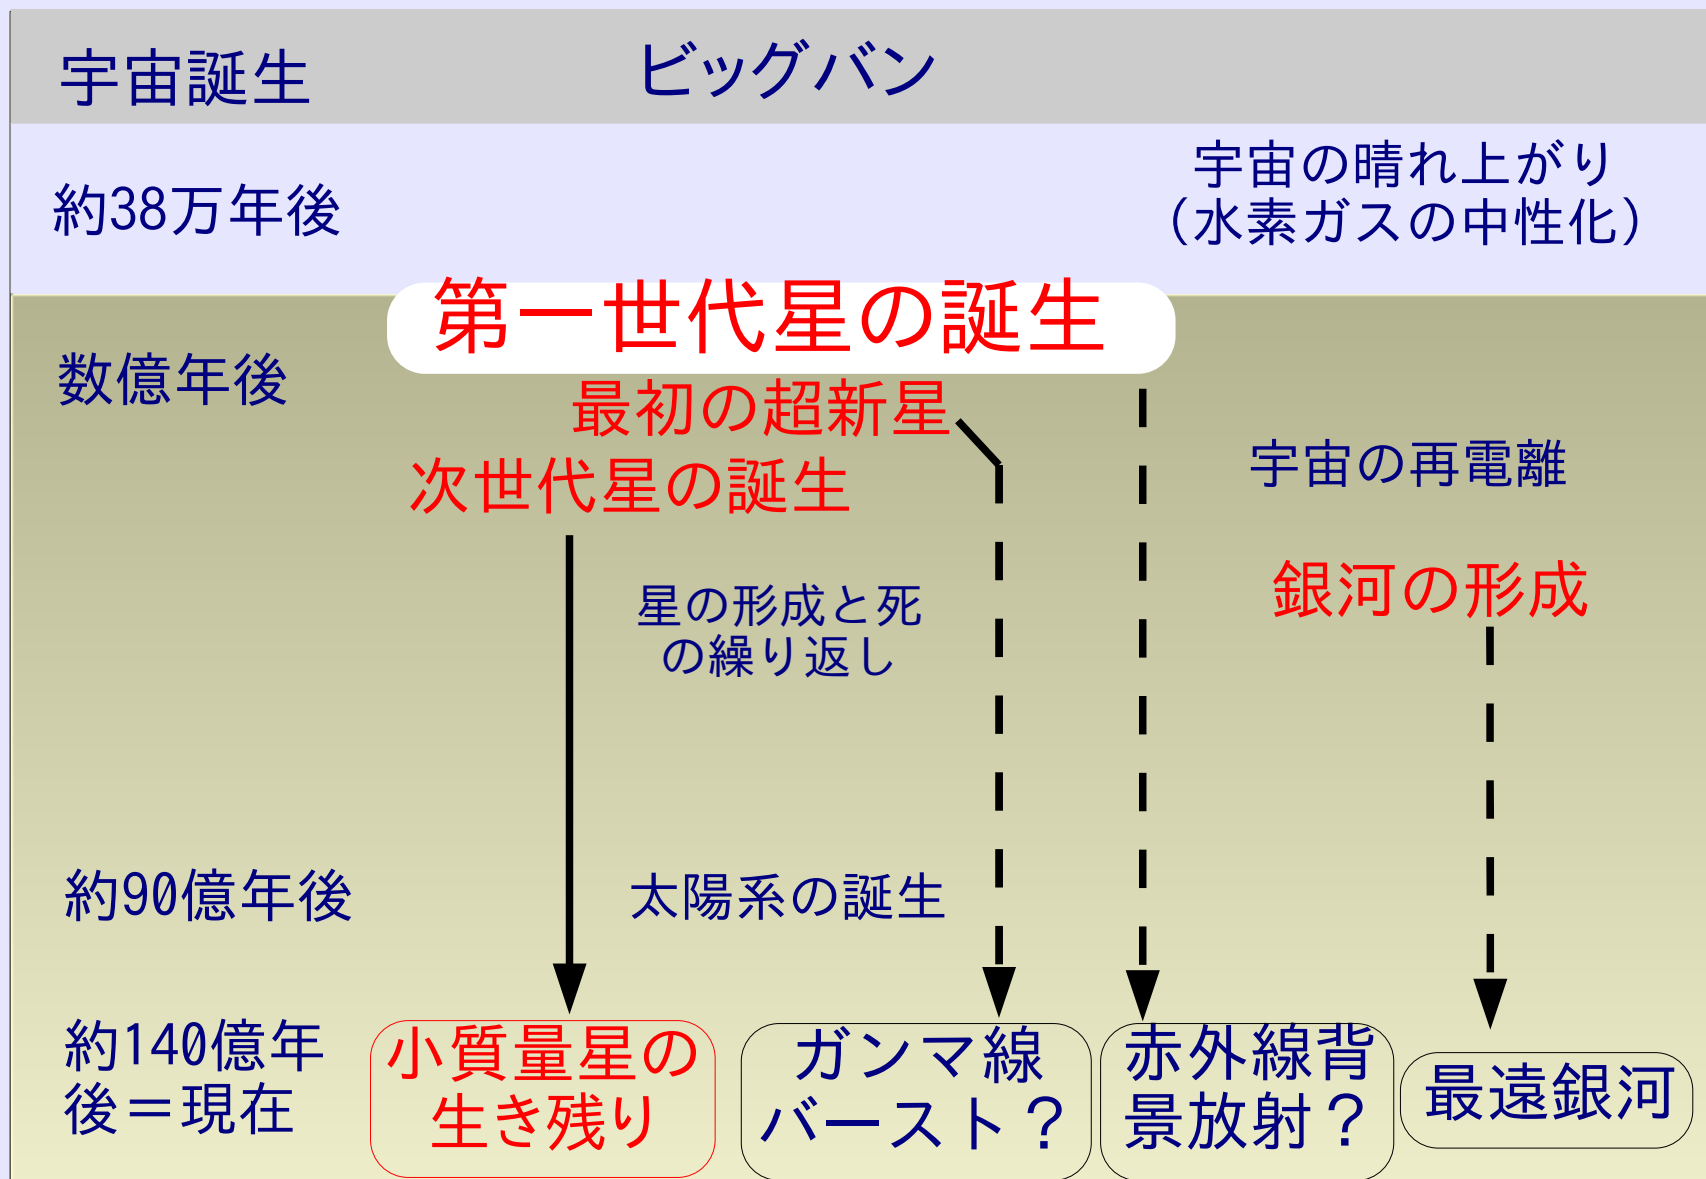 宇宙誕生
ビッグバン
約38万年後
宇宙の晴れ上がり
(水素ガスの中性化)
第一世代星の誕生
数億年後
最初の超新星
次世代星の誕生
宇宙の再電離
銀河の形成
星の形成と死
の繰り返し
約90億年後
太陽系の誕生
約140億年
後=現在
小質量星の
生き残り
ガンマ線
バースト?
赤外線背
景放射?
最遠銀河